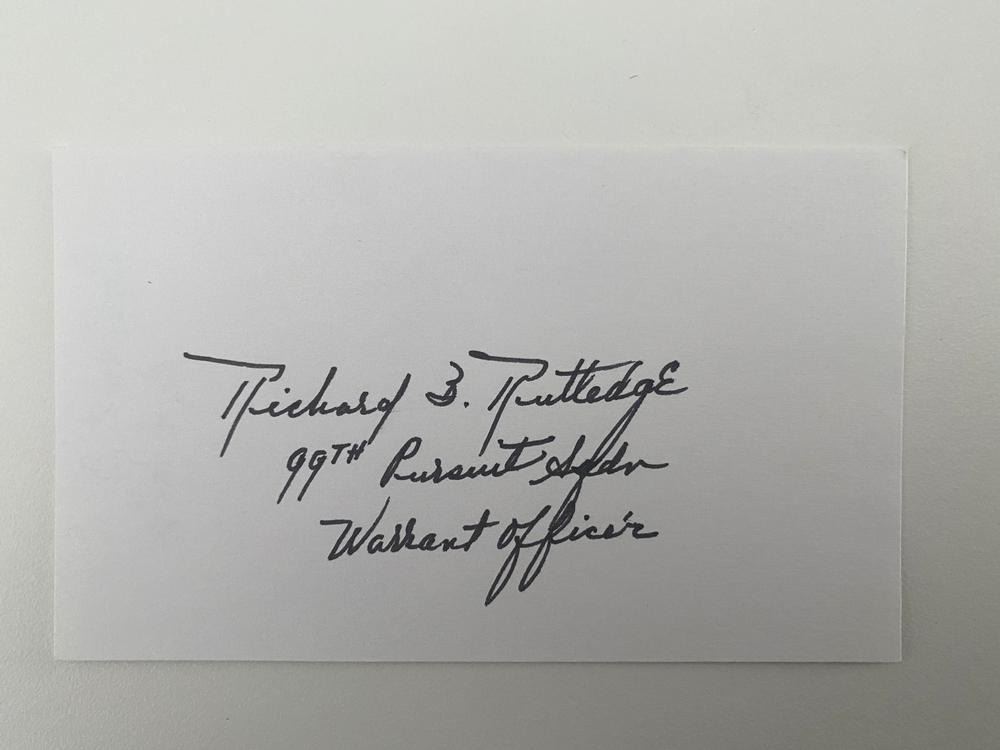 Richard B. Rutledge
99TH Pursuit Sqdn
Warrant Officer